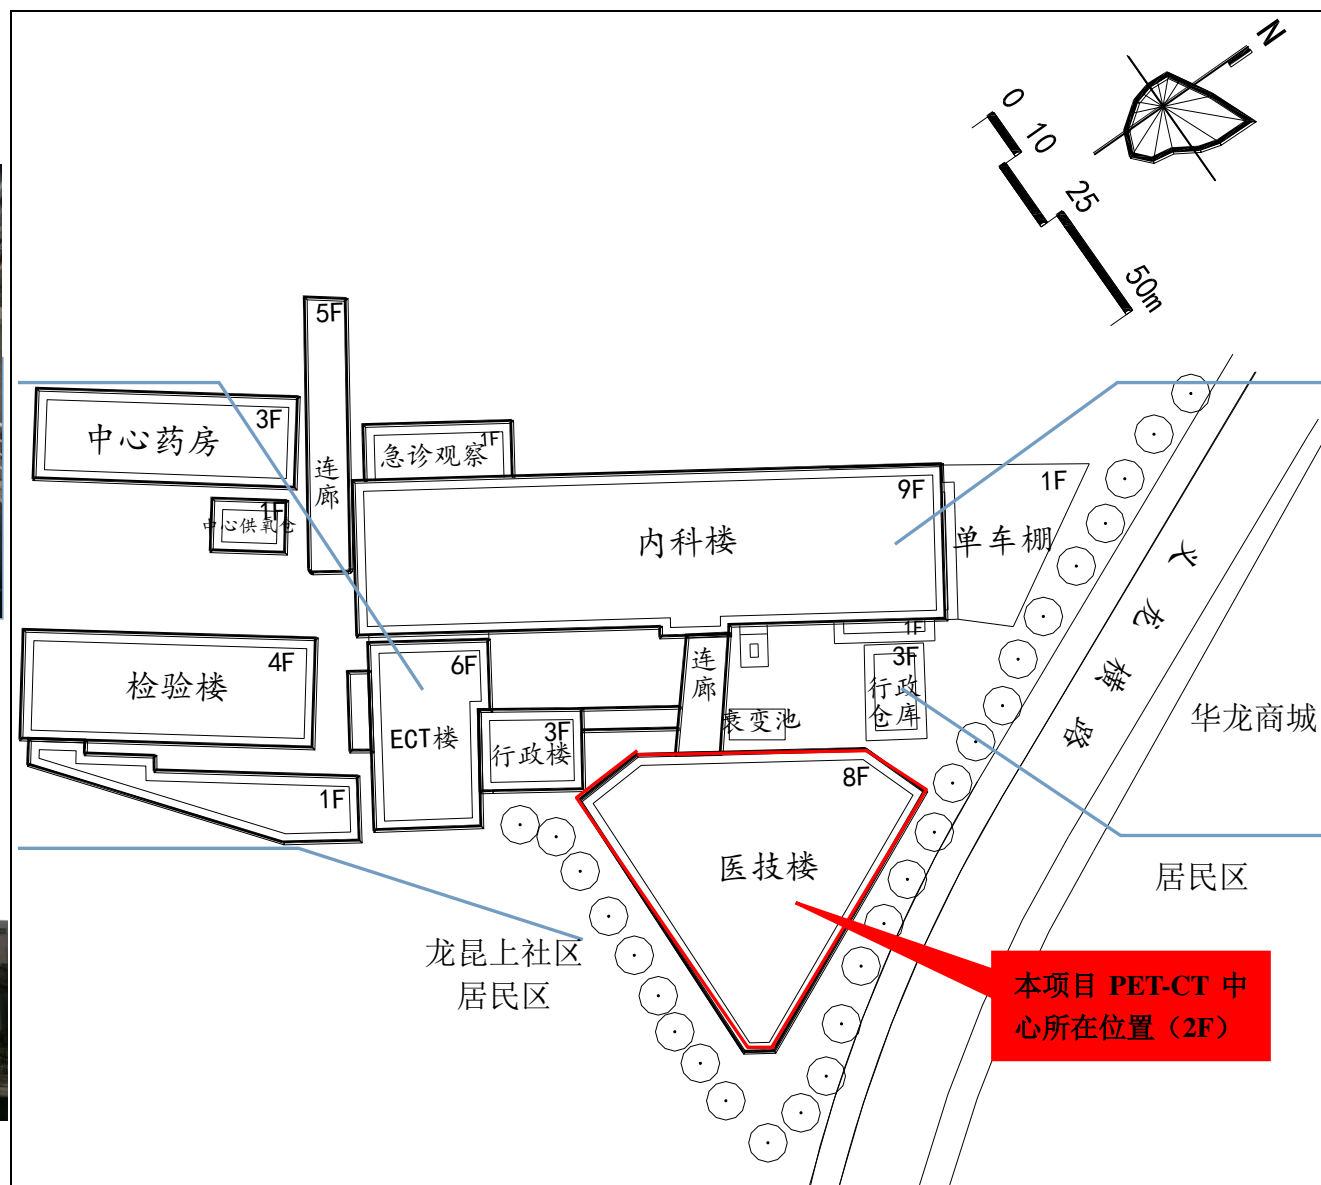 N
0
10
25
50m
5F
中心药房
3F
连廊
急诊观察
1F
中心供氧仓
1F
内科楼
9F
单车棚
1F
义龙横路
华龙商城
检验楼
4F
6F
ECT楼
3F
行政楼
连廊
衰变池
1F
3F
行政
仓库
1F
8F
医技楼
居民区
龙昆上社区
居民区
本项目 PET-CT 中
心所在位置（2F）